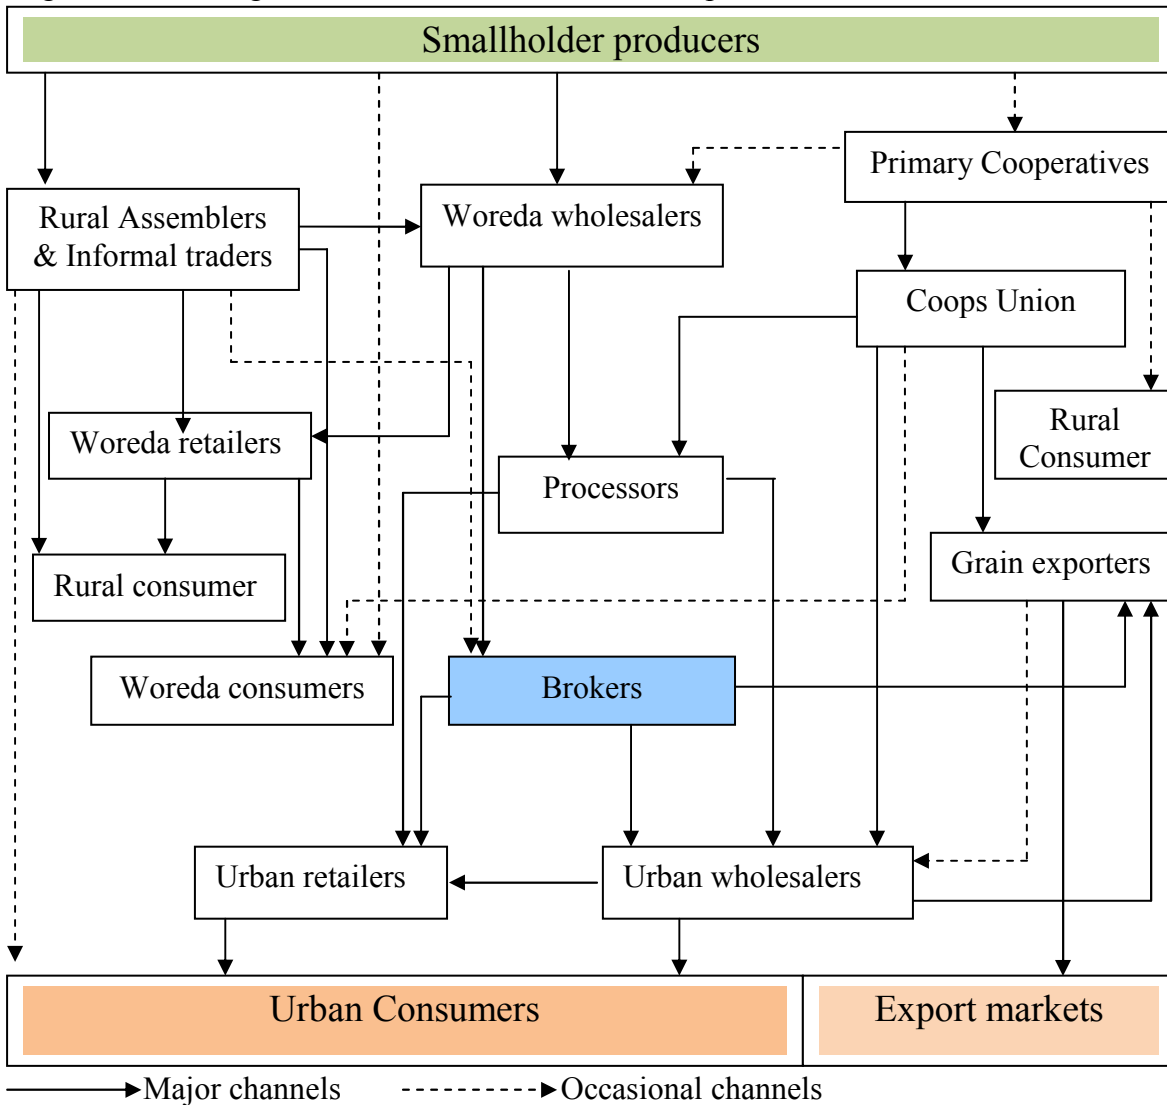 Smallholder producers
Primary Cooperatives
Rural Assemblers
& Informal traders
Woreda wholesalers
Coops Union
Woreda retailers
Rural
Consumer
Processors
Grain exporters
Rural consumer
Woreda consumers
Brokers
Urban retailers
Urban wholesalers
Urban Consumers
Export markets
Major channels
Occasional channels